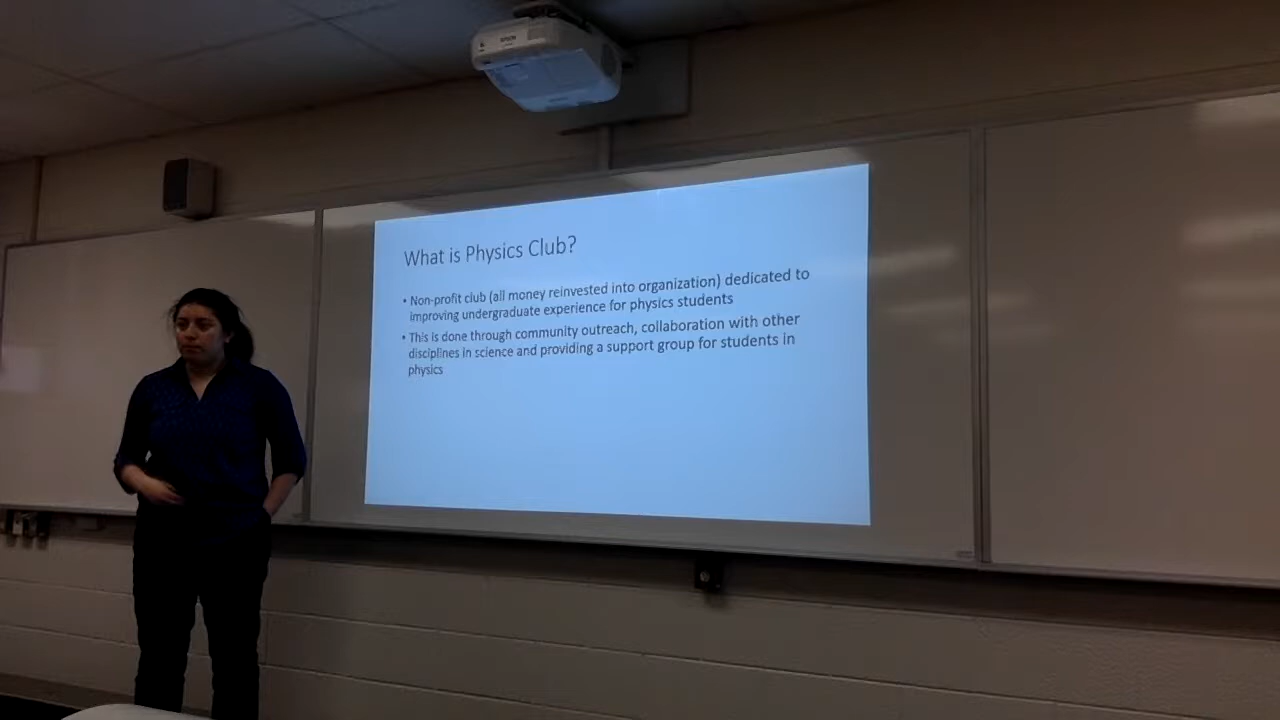 EPSON
What is Physics Club?
• Non-profit club (all money reinvested into organization) dedicated to
improving undergraduate experience for physics students
• This is done through community outreach, collaboration with other
disciplines in science and providing a support group for students in
physics